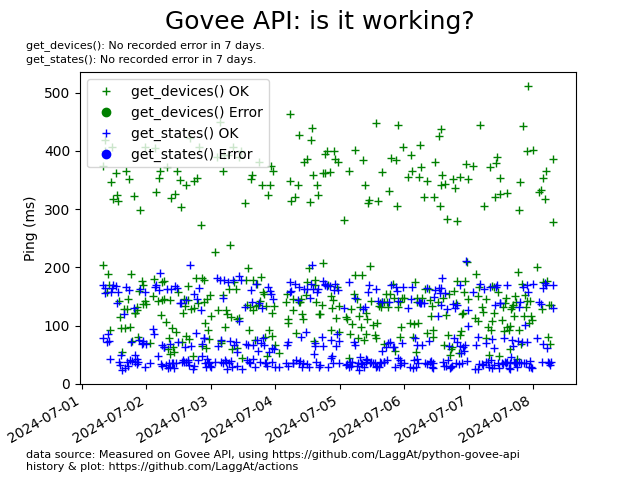 Govee API: is it working?
get_devices(): No recorded error in 7 days.
get_states(): No recorded error in 7 days.
get_devices() OK
get_devices() Error
get_states() OK
get_states() Error
Ping (ms)
500
400
300
200
100
0
2024-07-01
2024-07-02
2024-07-03
2024-07-04
2024-07-05
2024-07-06
2024-07-07
2024-07-08
data source: Measured on Govee API, using https://github.com/LaggAt/python-govee-api
history & plot: https://github.com/LaggAt/actions